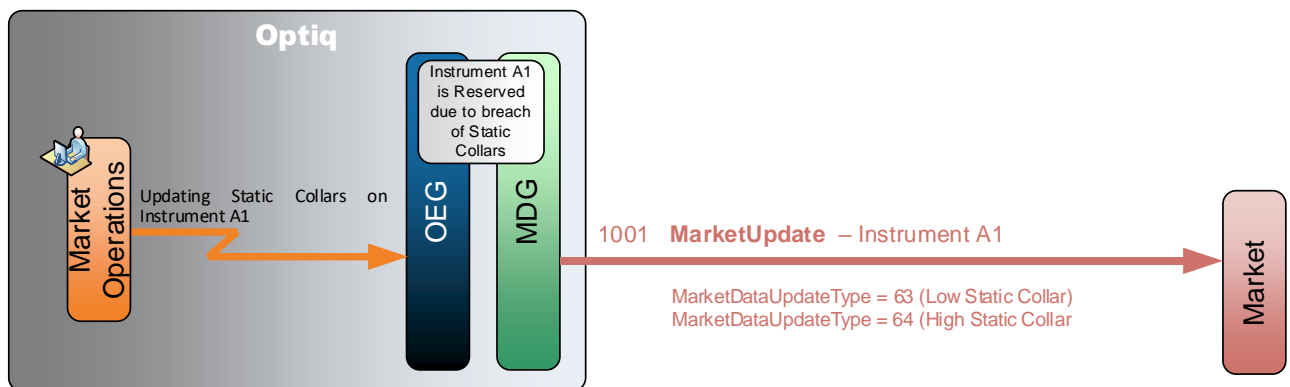 Optiq
Instrument A1
is Reserved
due to breach
of Static
Collars
Market
Operations
Updating Static Collars on
Instrument A1
OEG
MDG
1001 MarketUpdate – Instrument A1
MarketDataUpdateType = 63 (Low Static Collar)
MarketDataUpdateType = 64 (High Static Collar
Market